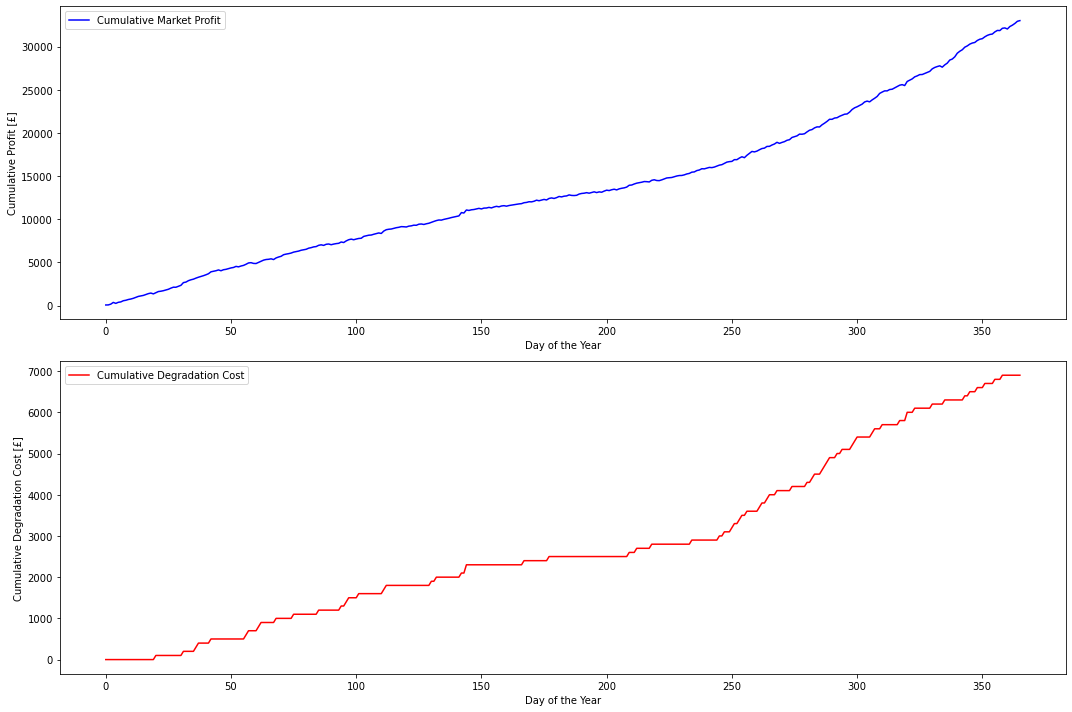 Cumulative Market Profit
Cumulative Profit [£]
30000
25000
20000
15000
10000
5000
0
0 50 100 150 200 250 300 350
Day of the Year
Cumulative Degradation Cost
Cumulative Degradation Cost [£]
7000
6000
5000
4000
3000
2000
1000
0
0 50 100 150 200 250 300 350
Day of the Year